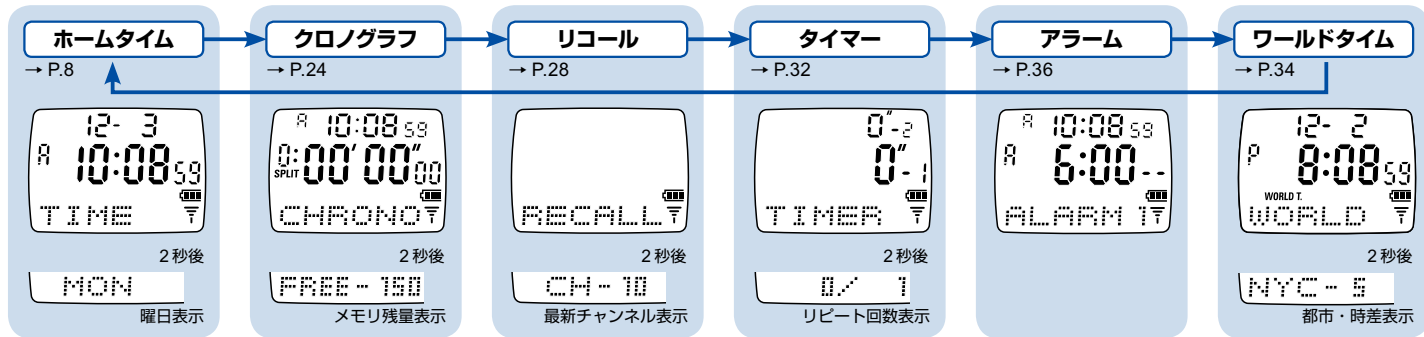 ホームタイム
→ P.8
12- 3
A 10:08 59
TIME
2秒後
MON
曜日表示
クロノグラフ
→ P.24
A 10:08 59
0:00'00"00
SPLIT
CHRONO
2秒後
FREE-150
メモリ残量表示
リコール
→ P.28
RECALL
2秒後
CH-10
最新チャンネル表示
タイマー
→ P.32
0"-2
0"-1
TIMER
2秒後
0/ 1
リピート回数表示
アラーム
→ P.36
A 10:08 59
A 6:00--
ALARM 1
ワールドタイム
→ P.34
12- 2
P 8:08 59
WORLD T.
WORLD
2秒後
NYC-5
都市・時差表示